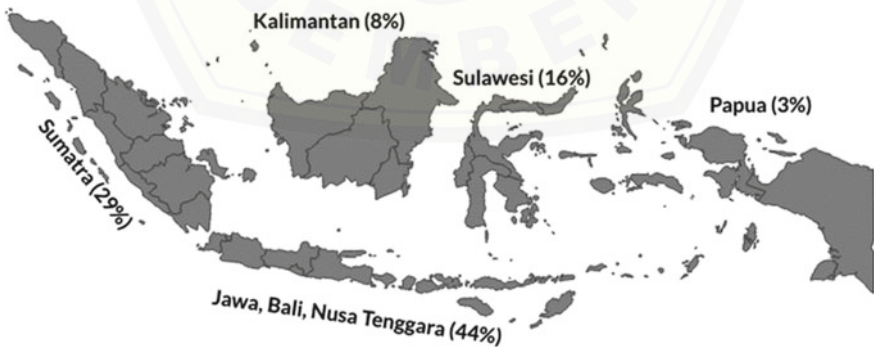 Kalimantan (8%)
Sulawesi (16%)
Papua (3%)
Sumatra (29%)
Jawa, Bali, Nusa Tenggara (44%)